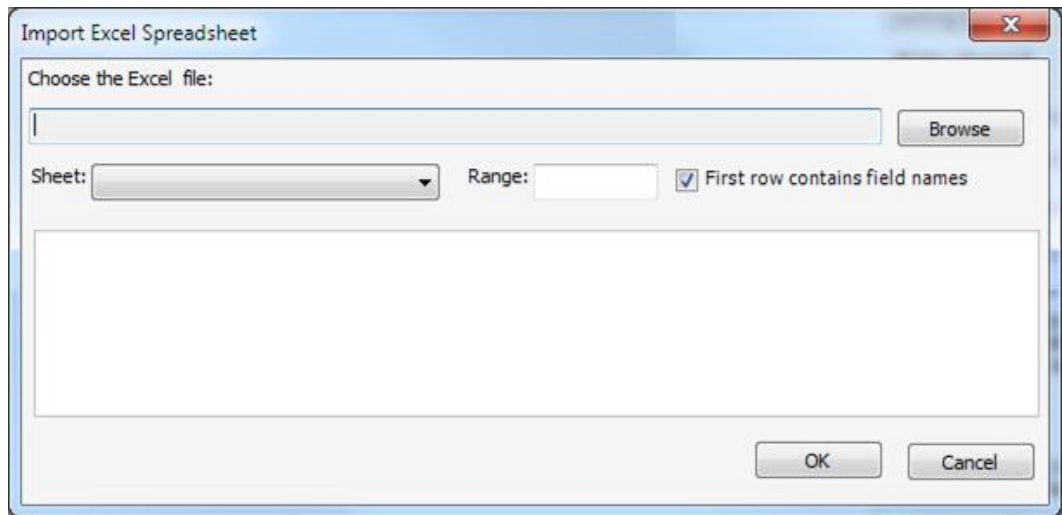 Import Excel Spreadsheet
Choose the Excel file:
Browse
Sheet: Range: First row contains field names
OK Cancel